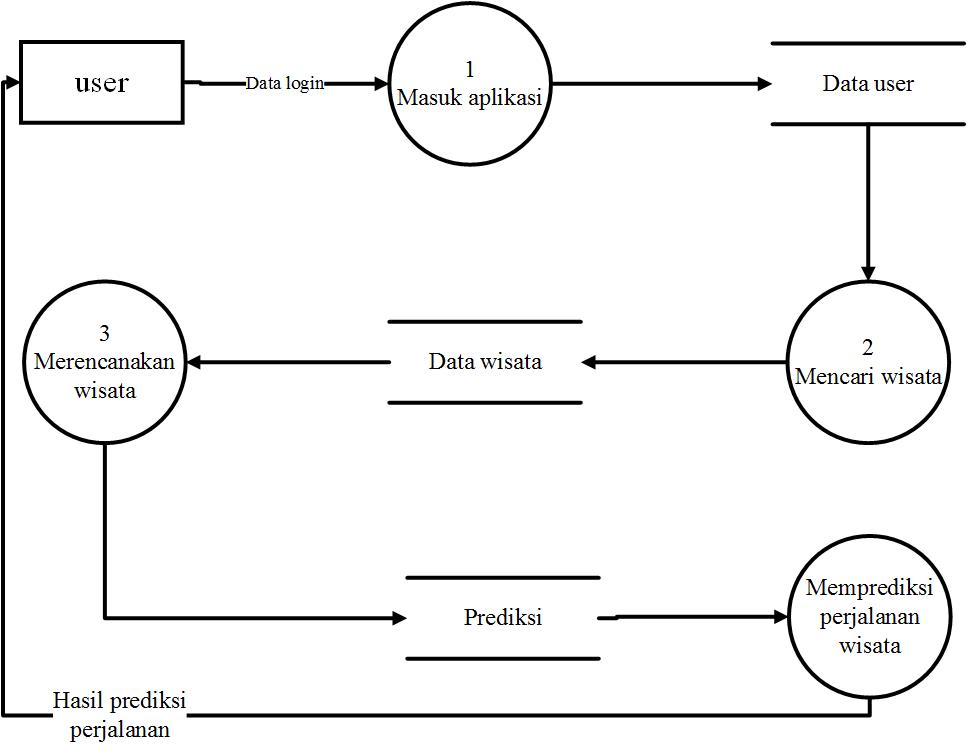 user
Data login
1
Masuk aplikasi
Data user
3
Merencanakan
wisata
Data wisata
2
Mencari wisata
Prediksi
Memprediksi
perjalanan
wisata
Hasil prediksi
perjalanan